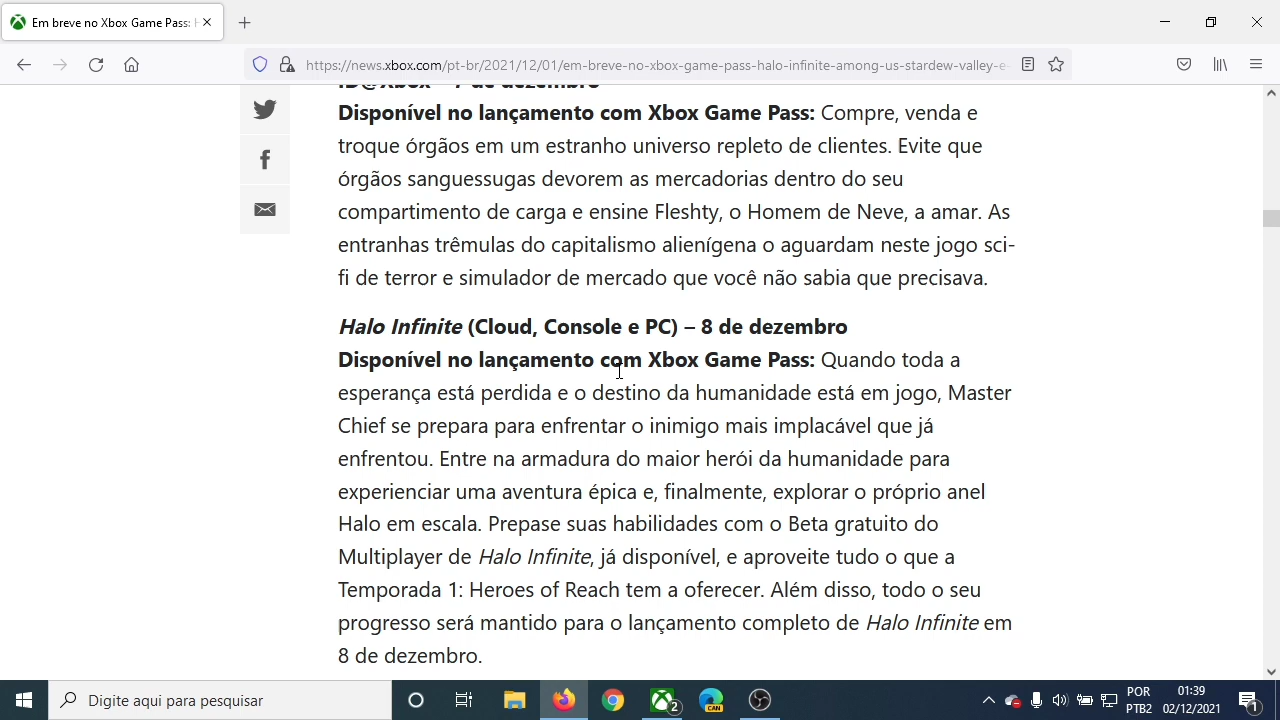 Em breve no Xbox Game Pass: H
https://news.xbox.com/pt-br/2021/12/01/em-breve-no-xbox-game-pass-halo-infinite-among-us-stardew-valley-e-
ID@Xbox – 7 de dezembro
Disponível no lançamento com Xbox Game Pass: Compre, venda e
troque órgãos em um estranho universo repleto de clientes. Evite que
órgãos sanguessugas devorem as mercadorias dentro do seu
compartimento de carga e ensine Fleshty, o Homem de Neve, a amar. As
entranhas trêmulas do capitalismo alienígena o aguardam neste jogo sci-
fi de terror e simulador de mercado que você não sabia que precisava.
Halo Infinite (Cloud, Console e PC) – 8 de dezembro
Disponível no lançamento com Xbox Game Pass: Quando toda a
esperança está perdida e o destino da humanidade está em jogo, Master
Chief se prepara para enfrentar o inimigo mais implacável que já
enfrentou. Entre na armadura do maior herói da humanidade para
experienciar uma aventura épica e, finalmente, explorar o próprio anel
Halo em escala. Prepase suas habilidades com o Beta gratuito do
Multiplayer de Halo Infinite, já disponível, e aproveite tudo o que a
Temporada 1: Heroes of Reach tem a oferecer. Além disso, todo o seu
progresso será mantido para o lançamento completo de Halo Infinite em
8 de dezembro.
Digite aqui para pesquisar
2
CAN
POR
PTB2
01:39
02/12/2021
1